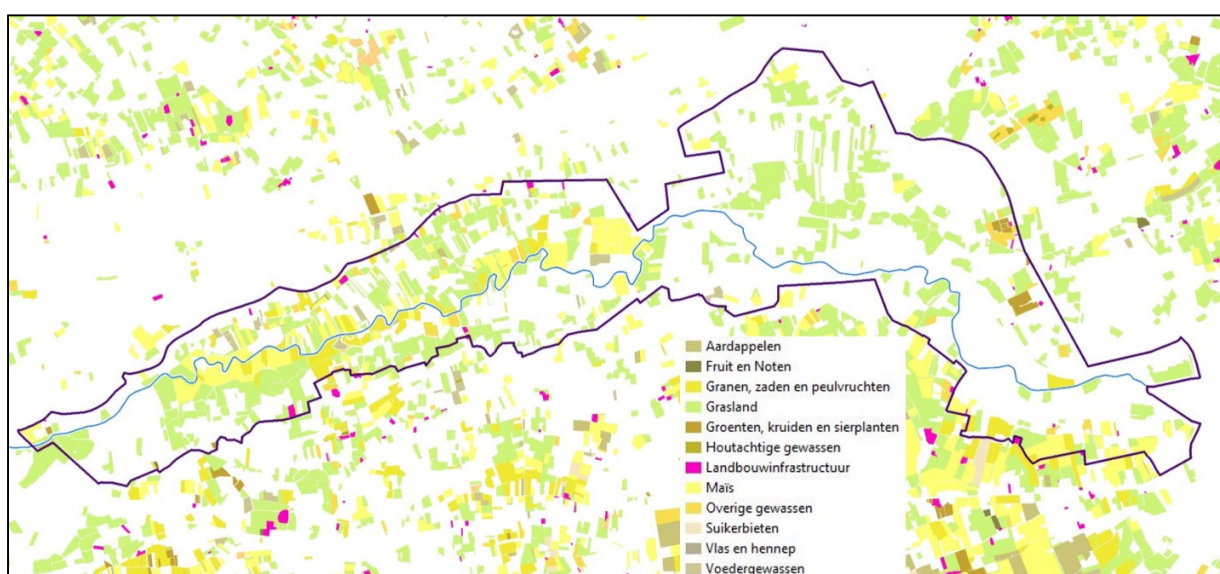 Aardappelen
Fruit en Noten
Granen, zaden en peulvruchten
Grasland
Groenten, kruiden en sierplanten
Houtachtige gewassen
Landbouwinfrastructuur
Maïs
Overige gewassen
Suikerbieten
Vlas en hennep
Voedergewassen